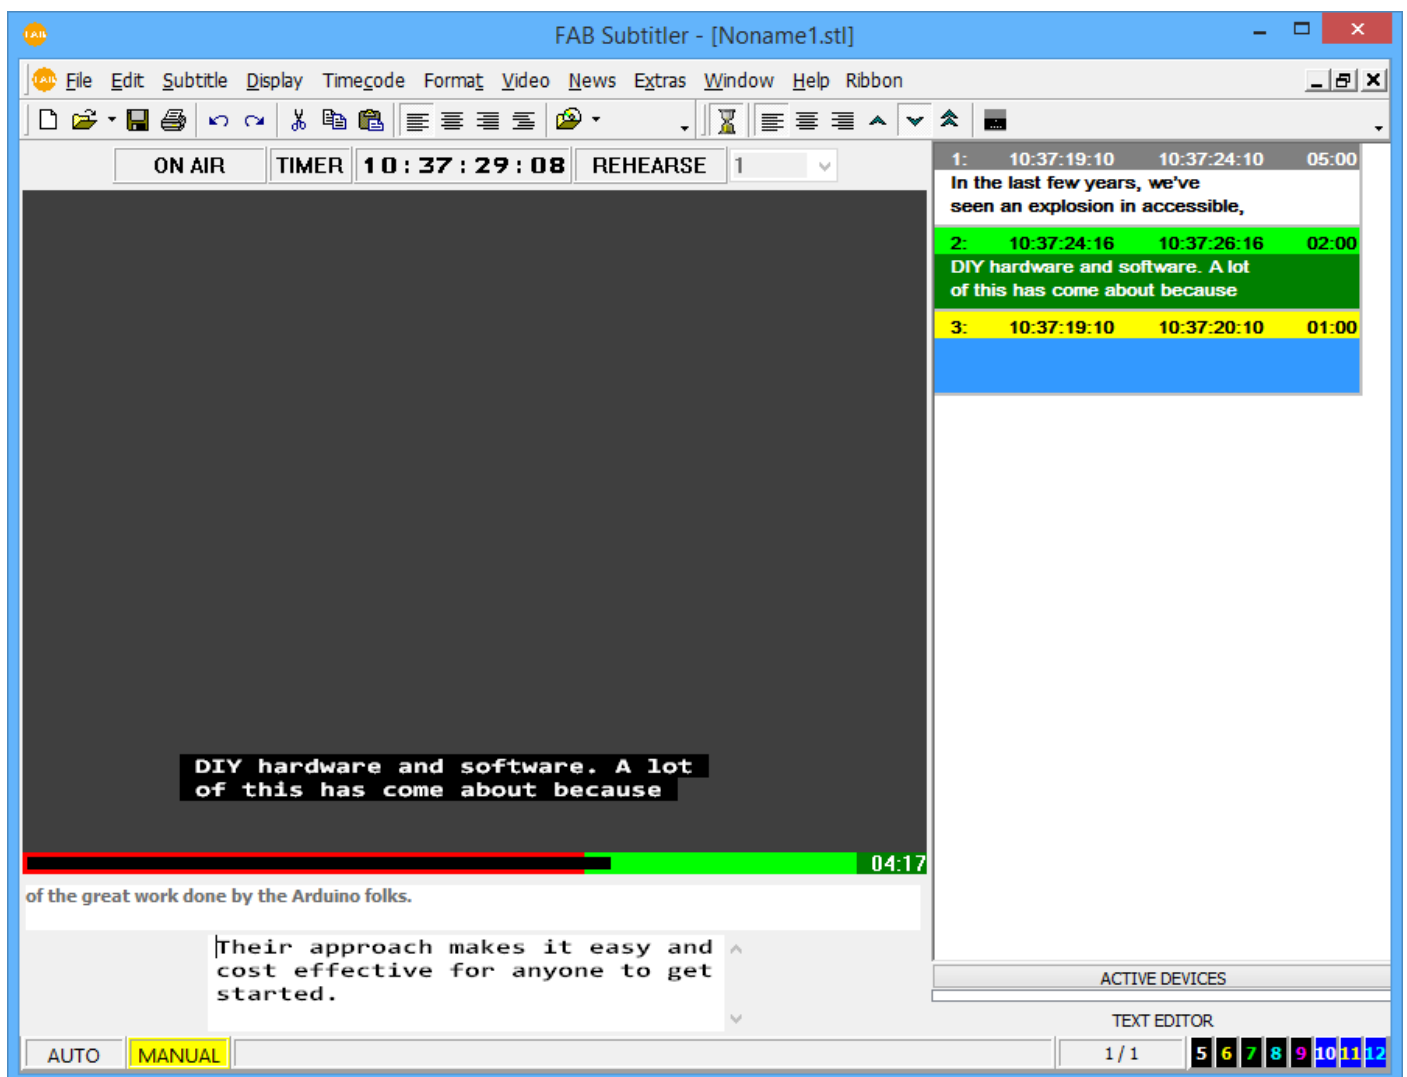 FAB
FAB Subtitler - [Noname1.stl]
FAB File Edit Subtitle Display Timecode Format Video News Extras Window Help Ribbon
ON AIR TIMER 10:37:29:08 REHEARSE 1
1: 10:37:19:10 10:37:24:10 05:00
In the last few years, we've
seen an explosion in accessible,
2: 10:37:24:16 10:37:26:16 02:00
DIY hardware and software. A lot
of this has come about because
3: 10:37:19:10 10:37:20:10 01:00
DIY hardware and software. A lot
of this has come about because
04:17
of the great work done by the Arduino folks.
Their approach makes it easy and
cost effective for anyone to get
started.
ACTIVE DEVICES
TEXT EDITOR
AUTO MANUAL 1 / 1 5 6 7 8 9 10 11 12